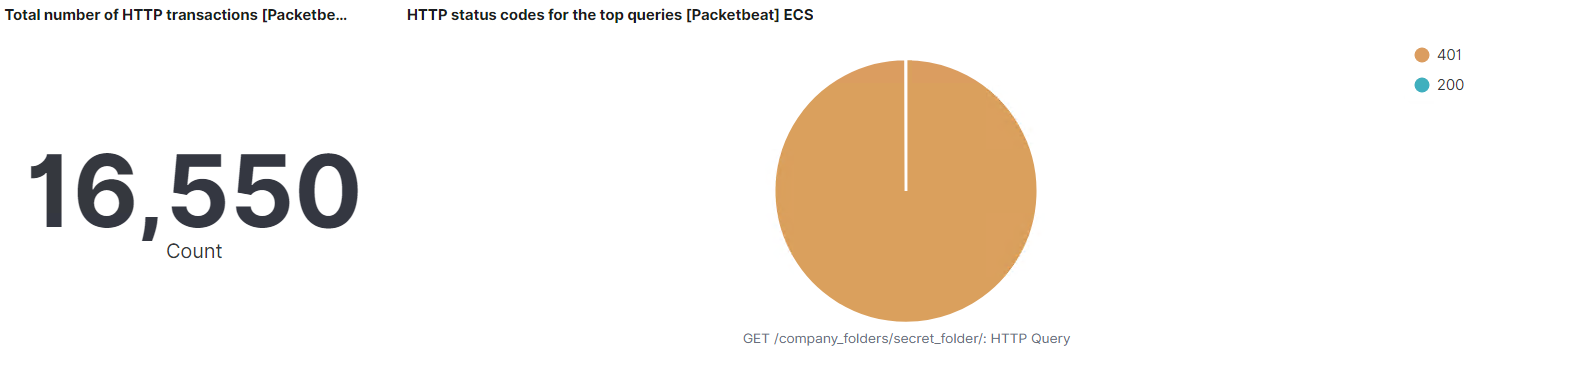 Total number of HTTP transactions [Packetbe...
HTTP status codes for the top queries [Packetbeat] ECS
401
200
16,550
Count
GET /company_folders/secret_folder/: HTTP Query